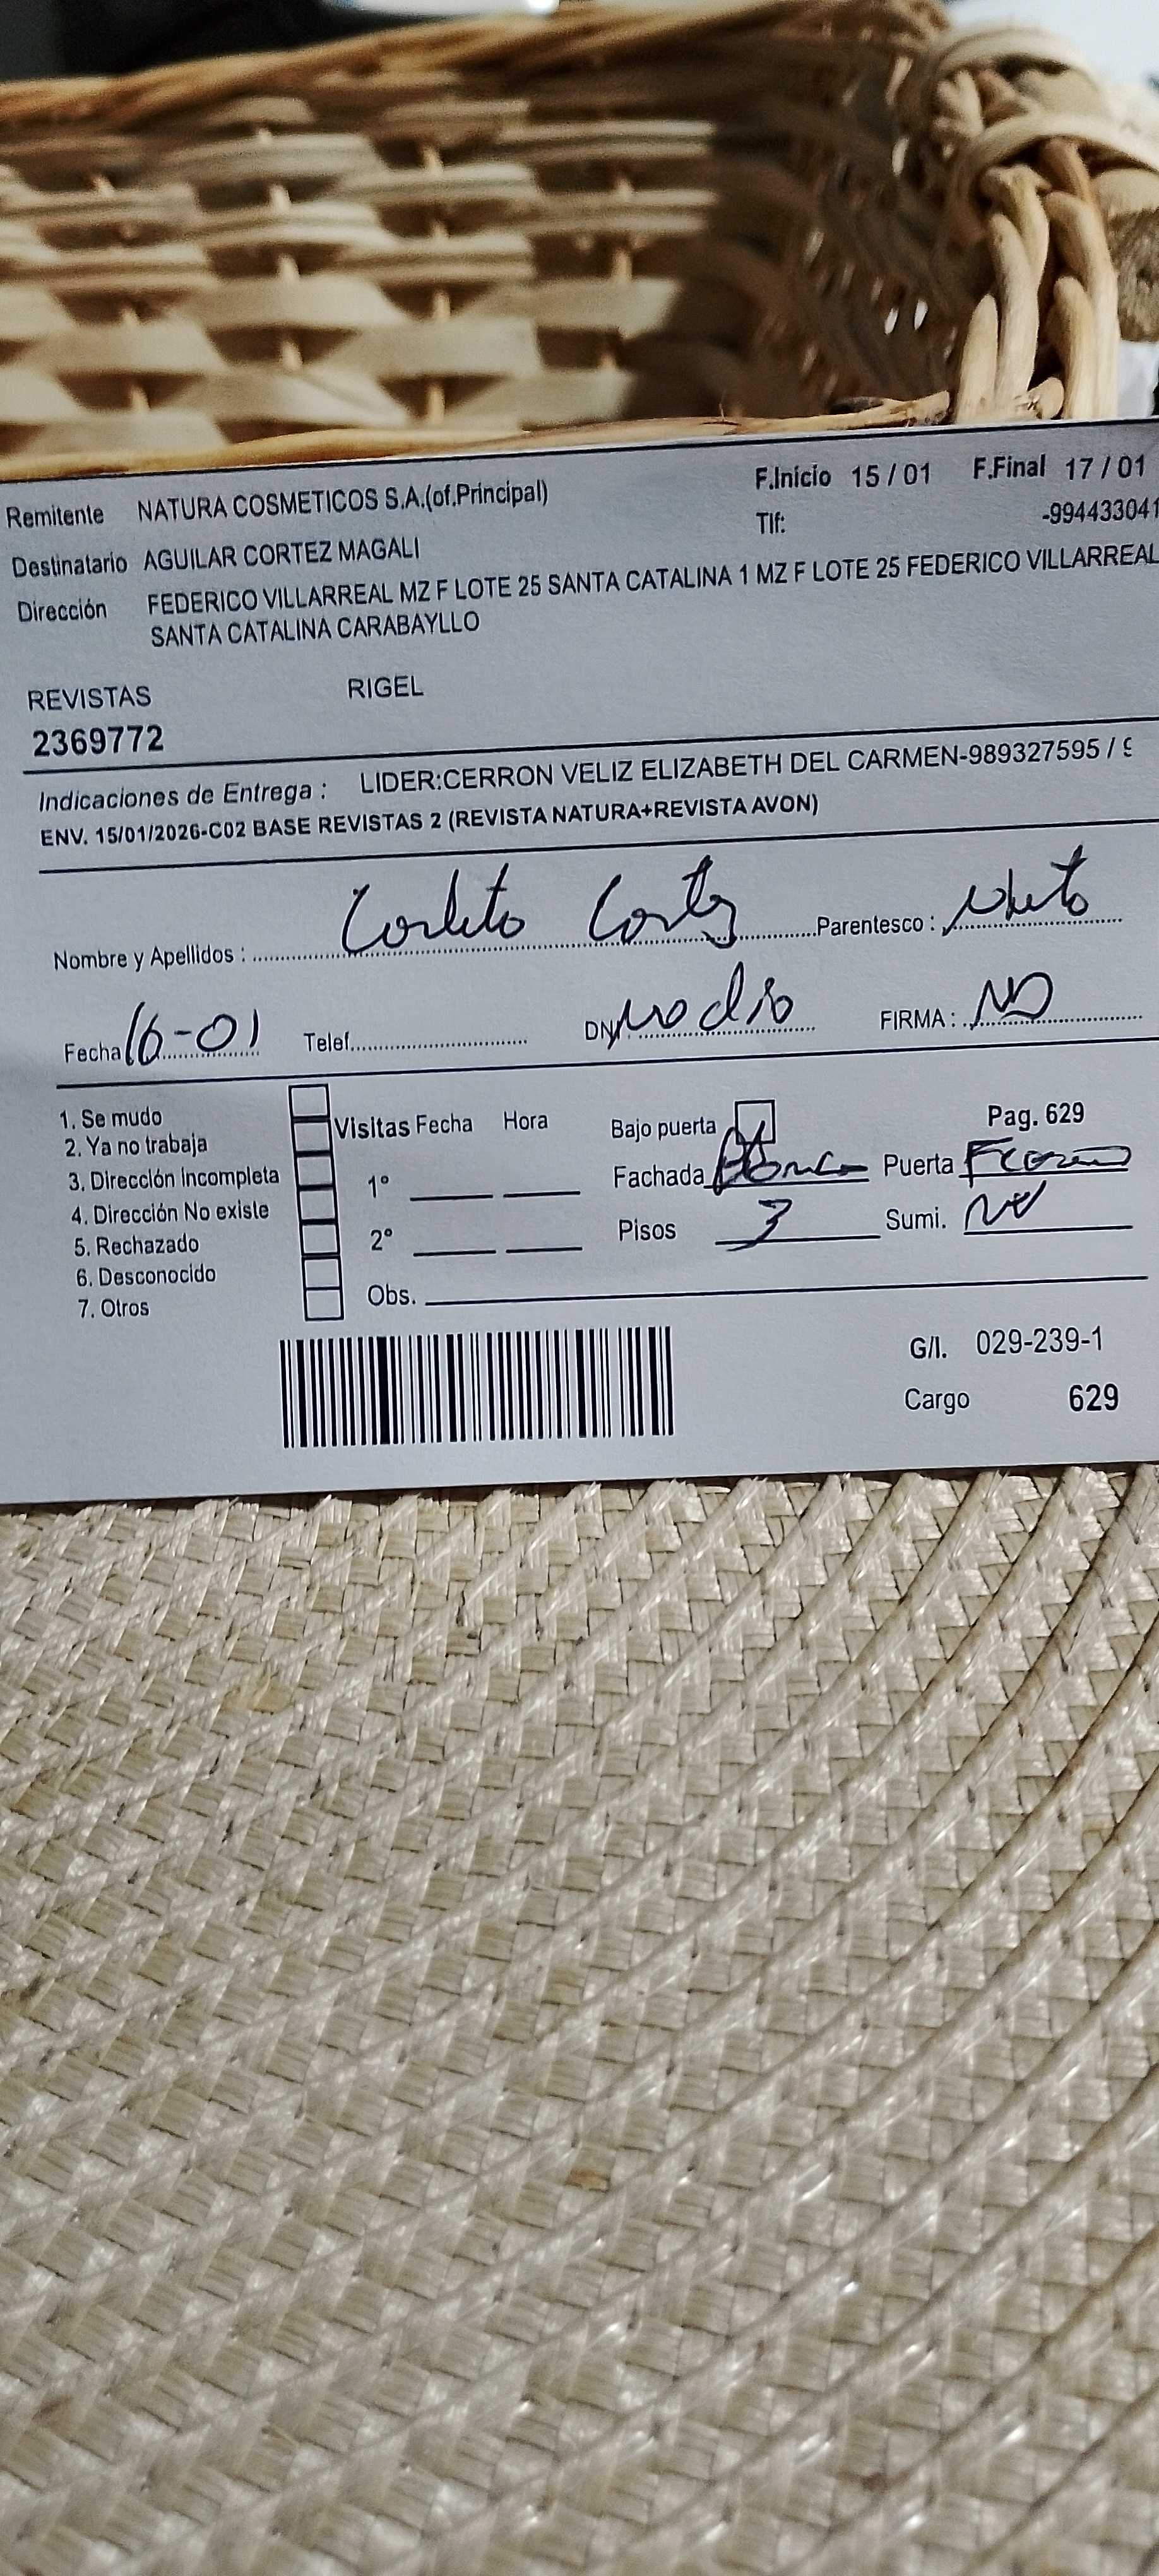 Remitente NATURA COSMETICOS S.A.(of.Principal) F.Inicio 15 / 01 F.Final 17 / 01
Tlf: -994433041
Destinatario AGUILAR CORTEZ MAGALI
Dirección FEDERICO VILLARREAL MZ F LOTE 25 SANTA CATALINA 1 MZ F LOTE 25 FEDERICO VILLARREAL
SANTA CATALINA CARABAYLLO
REVISTAS RIGEL
2369772
Indicaciones de Entrega : LIDER:CERRON VELIZ ELIZABETH DEL CARMEN-989327595 / 9
ENV. 15/01/2026-C02 BASE REVISTAS 2 (REVISTA NATURA+REVISTA AVON)
Nombre y Apellidos : Parentesco :
Fecha 16-01 Telef. DNI no dio FIRMA : NO
1. Se mudo
2. Ya no trabaja
3. Dirección incompleta
4. Dirección No existe
5. Rechazado
6. Desconocido
7. Otros
Visitas Fecha Hora
1°
2°
Obs.
Bajo puerta Pag. 629
Fachada Puerta
Pisos 3 Sumi.
G/I. 029-239-1
Cargo 629